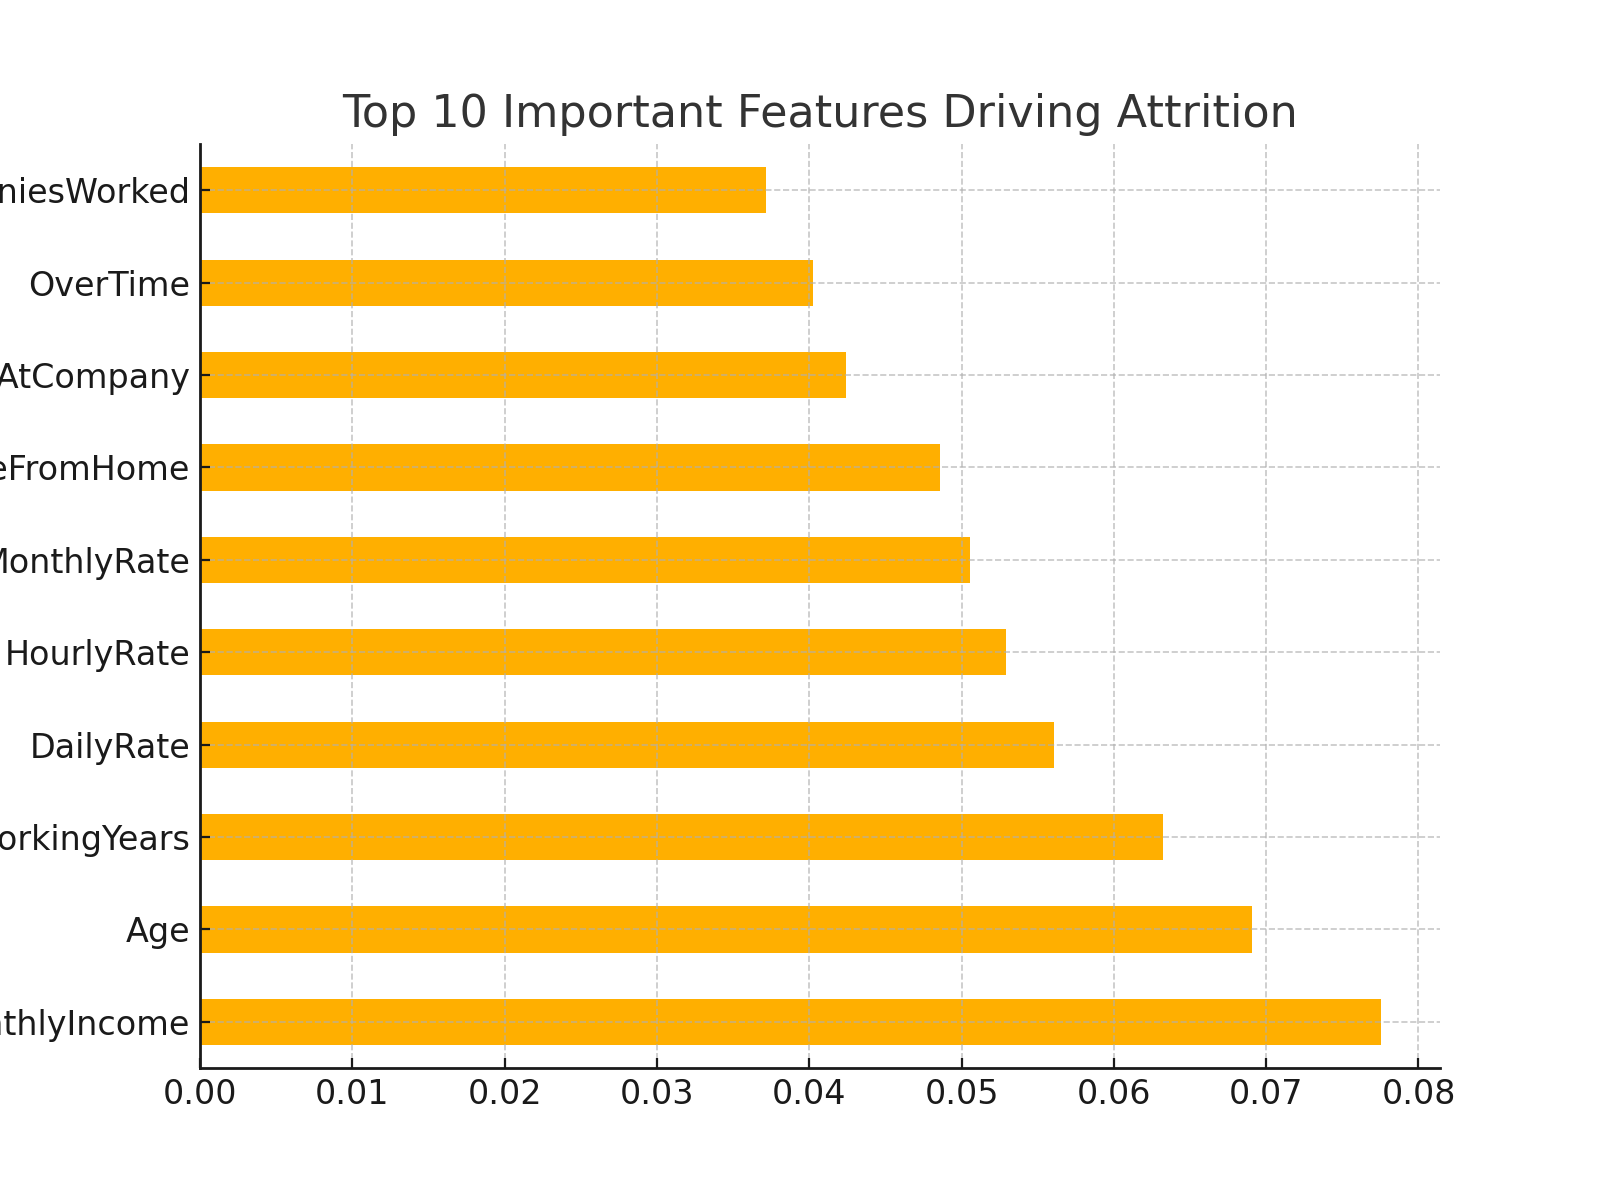 Top 10 Important Features Driving Attrition
niesWorked
OverTime
AtCompany
eFromHome
MonthlyRate
HourlyRate
DailyRate
orkingYears
Age
thlyIncome
0.00 0.01 0.02 0.03 0.04 0.05 0.06 0.07 0.08